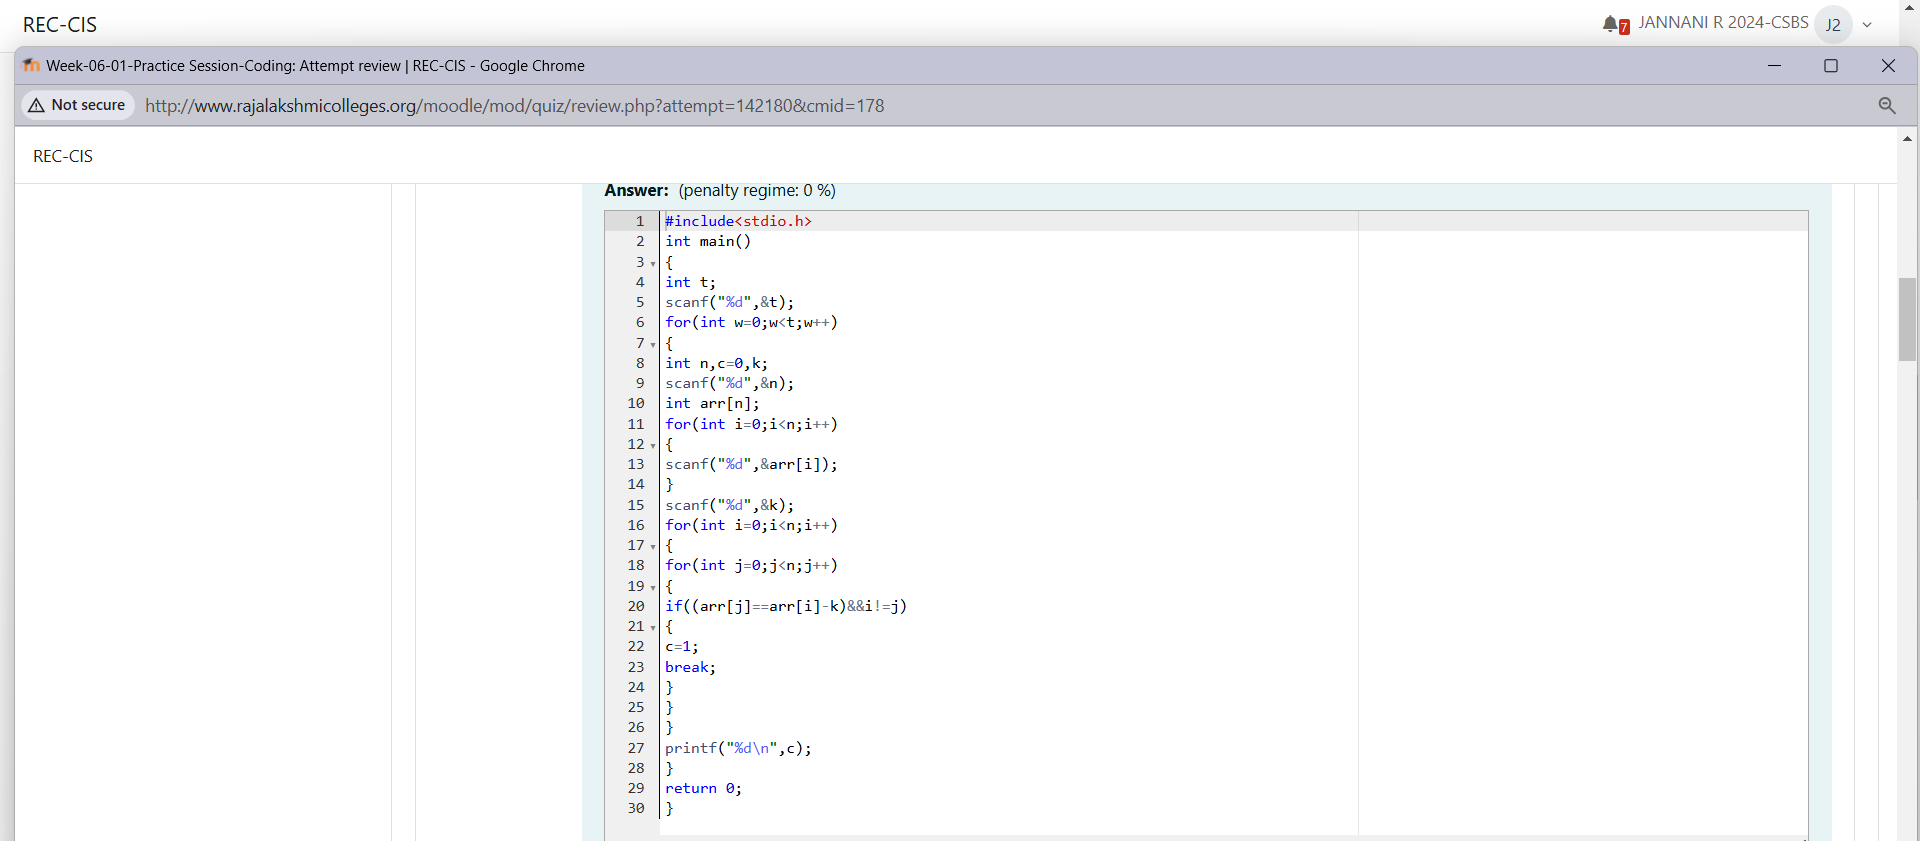 REC-CIS
7
JANNANI R 2024-CSBS
J2
Week-06-01-Practice Session-Coding: Attempt review | REC-CIS - Google Chrome
Not secure
http://www.rajalakshmicolleges.org/moodle/mod/quiz/review.php?attempt=142180&cmid=178
REC-CIS
Answer: (penalty regime: 0 %)
1 #include<stdio.h>
2 int main()
3 {
4 int t;
5 scanf("%d",&t);
6 for(int w=0;w<t;w++)
7 {
8 int n,c=0,k;
9 scanf("%d",&n);
10 int arr[n];
11 for(int i=0;i<n;i++)
12 {
13 scanf("%d",&arr[i]);
14 }
15 scanf("%d",&k);
16 for(int i=0;i<n;i++)
17 {
18 for(int j=0;j<n;j++)
19 {
20 if((arr[j]==arr[i]-k)&&i!=j)
21 {
22 c=1;
23 break;
24 }
25 }
26 }
27 printf("%d\n",c);
28 }
29 return 0;
30 }